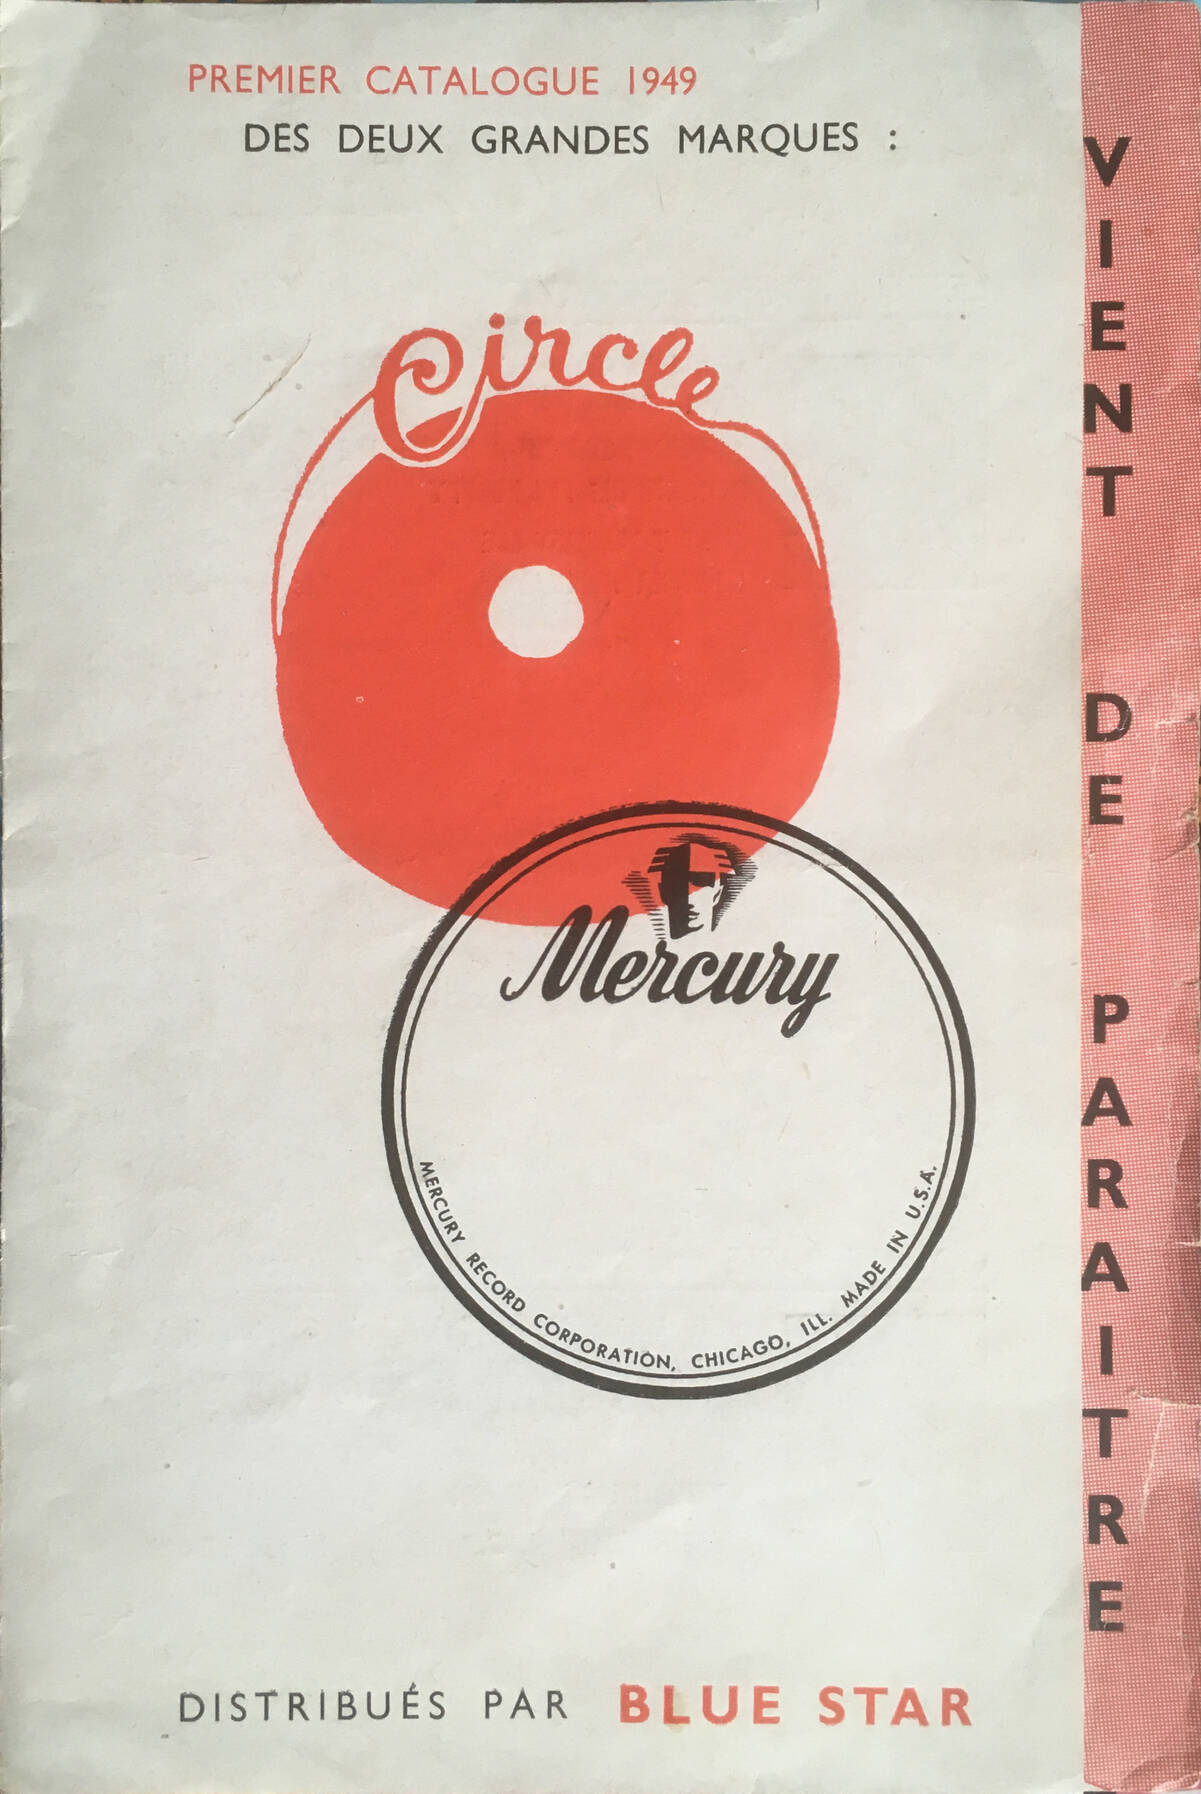 PREMIER CATALOGUE 1949
DES DEUX GRANDES MARQUES :
Circle
Mercury
MERCURY RECORD CORPORATION, CHICAGO, ILL. MADE IN U.S.A.
DISTRIBUÉS PAR BLUE STAR
VIENT DE PARAITRE